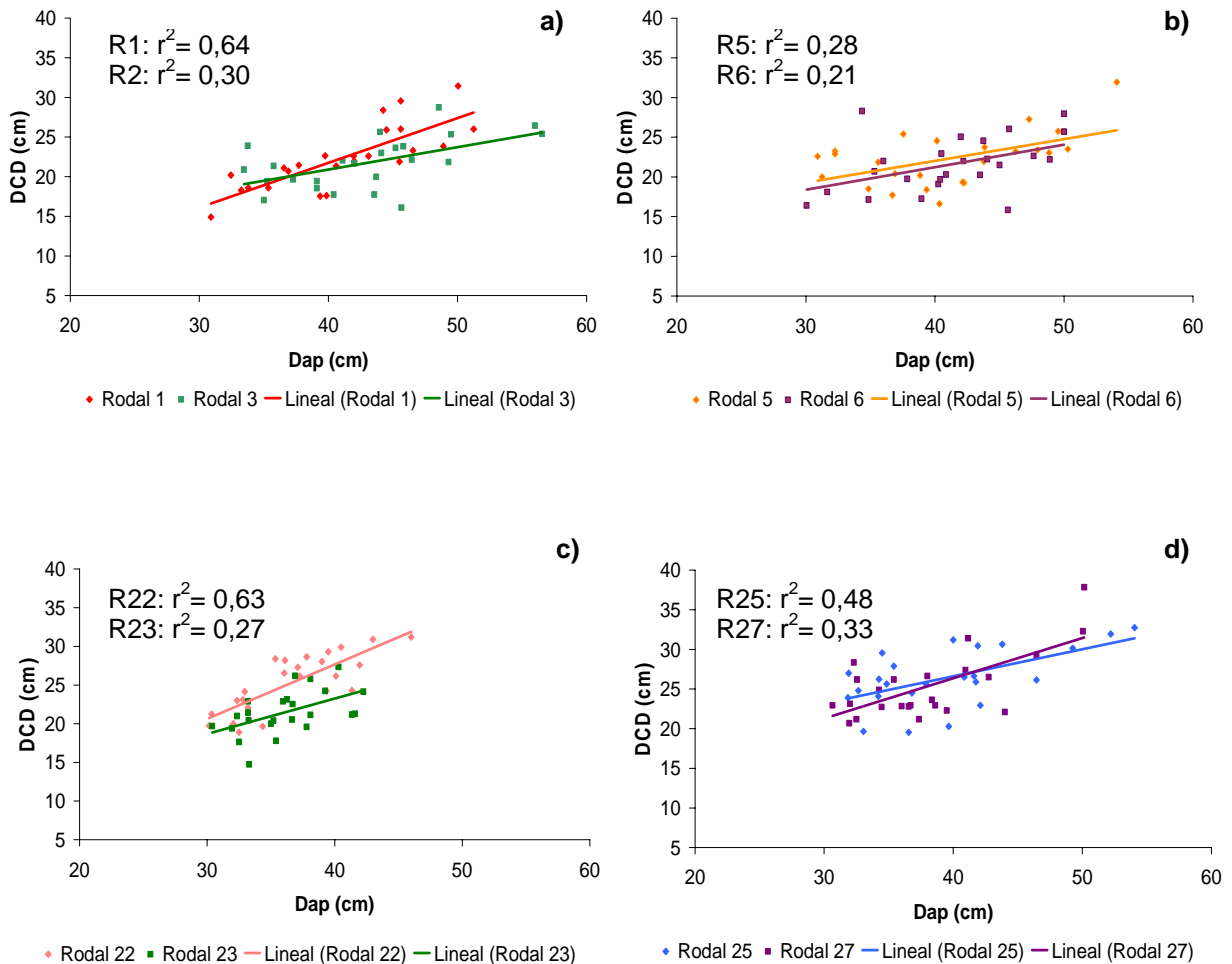 a)
R1: r²= 0,64
R2: r²= 0,30
DCD (cm)
40
35
30
25
20
15
10
5
20 30 40 50 60
Dap (cm)
Rodal 1 Rodal 3 Lineal (Rodal 1) Lineal (Rodal 3)
b)
R5: r²= 0,28
R6: r²= 0,21
DCD (cm)
40
35
30
25
20
15
10
5
20 30 40 50 60
Dap (cm)
Rodal 5 Rodal 6 Lineal (Rodal 5) Lineal (Rodal 6)
c)
R22: r²= 0,63
R23: r²= 0,27
DCD (cm)
40
35
30
25
20
15
10
5
20 30 40 50 60
Dap (cm)
Rodal 22 Rodal 23 Lineal (Rodal 22) Lineal (Rodal 23)
d)
R25: r²= 0,48
R27: r²= 0,33
DCD (cm)
40
35
30
25
20
15
10
5
20 30 40 50 60
Dap (cm)
Rodal 25 Rodal 27 Lineal (Rodal 25) Lineal (Rodal 27)